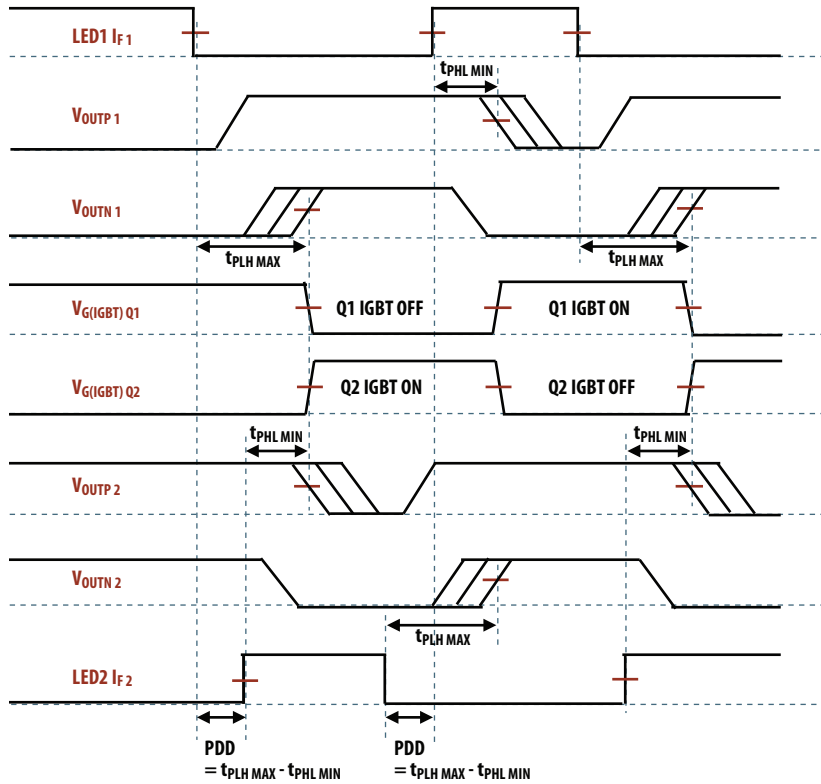 LED1 IF 1
tPHL MIN
VOUTP 1
VOUTN 1
tPLH MAX
tPLH MAX
VG(IGBT) Q1
Q1 IGBT OFF
Q1 IGBT ON
VG(IGBT) Q2
Q2 IGBT ON
Q2 IGBT OFF
tPHL MIN
tPHL MIN
VOUTP 2
VOUTN 2
tPLH MAX
LED2 IF 2
PDD
= tPLH MAX - tPHL MIN
PDD
= tPLH MAX - tPHL MIN